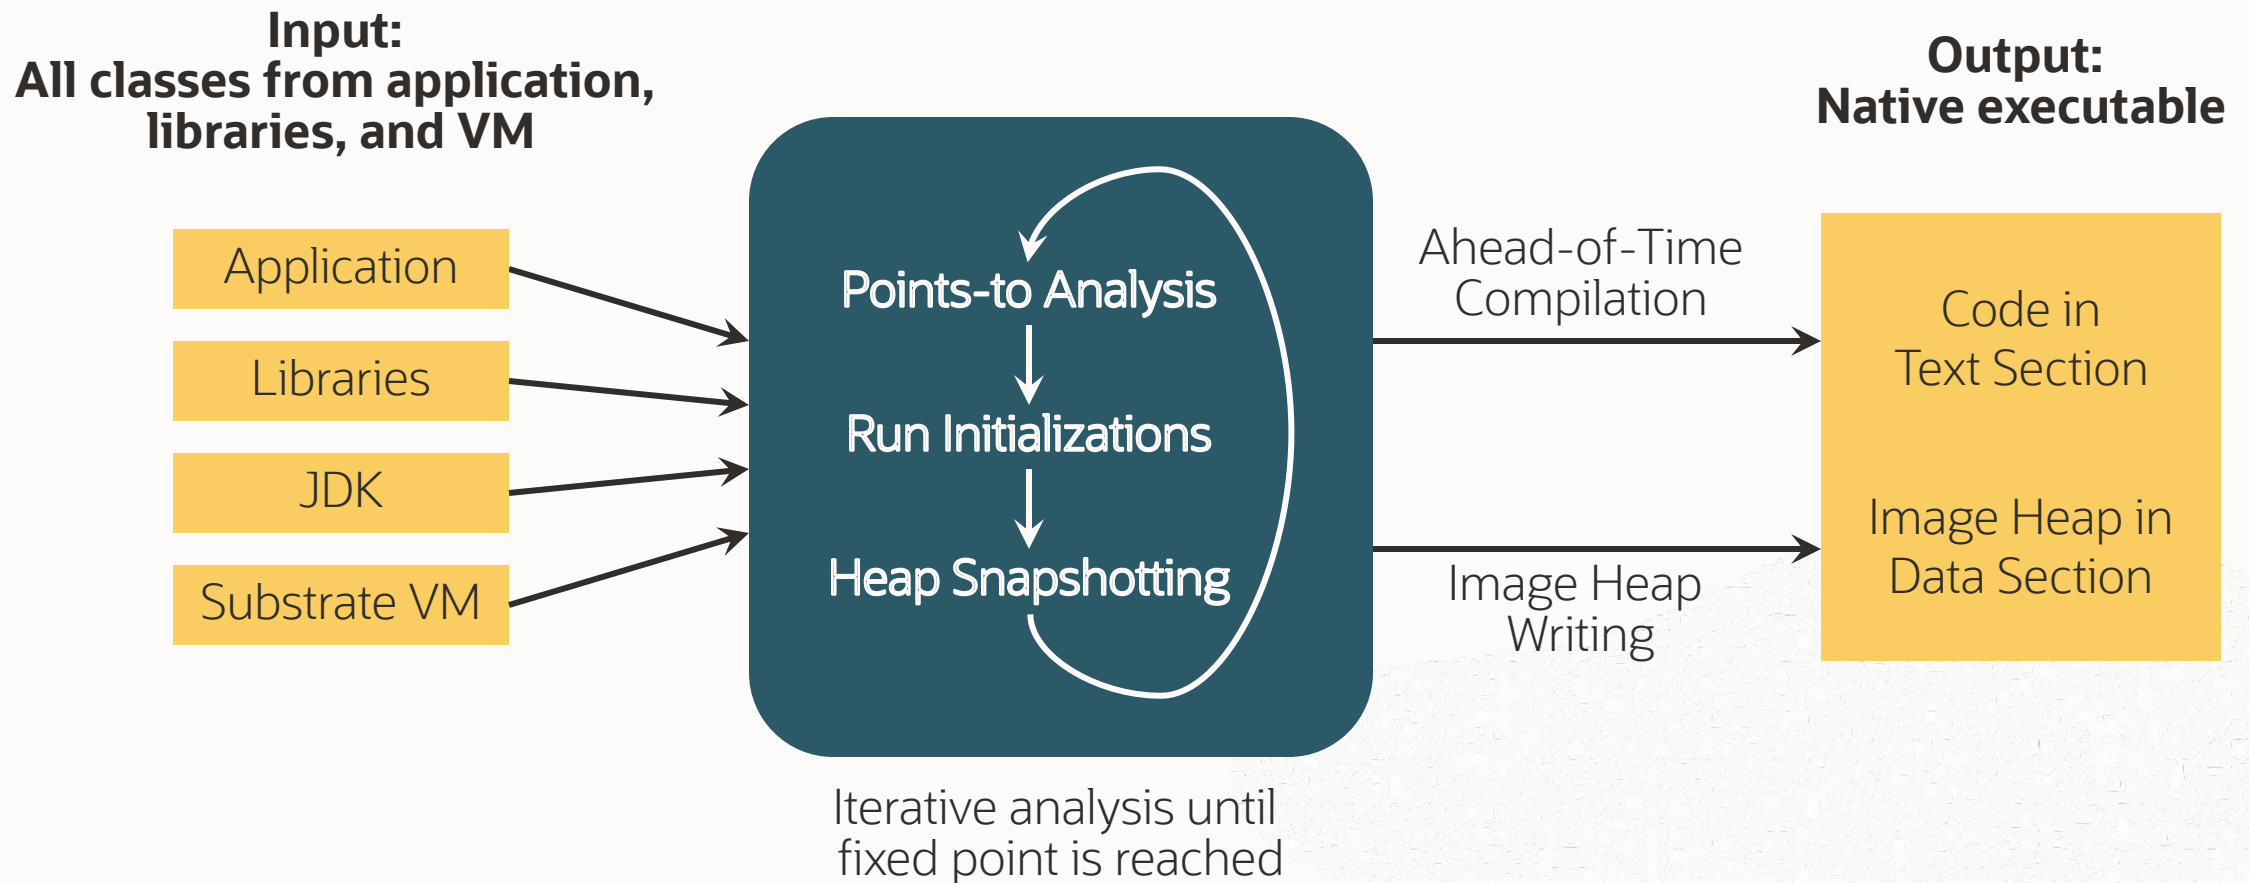 Input:
All classes from application,
libraries, and VM
Application
Libraries
JDK
Substrate VM
Points-to Analysis
Run Initializations
Heap Snapshotting
Iterative analysis until
fixed point is reached
Ahead-of-Time
Compilation
Image Heap
Writing
Output:
Native executable
Code in
Text Section
Image Heap in
Data Section